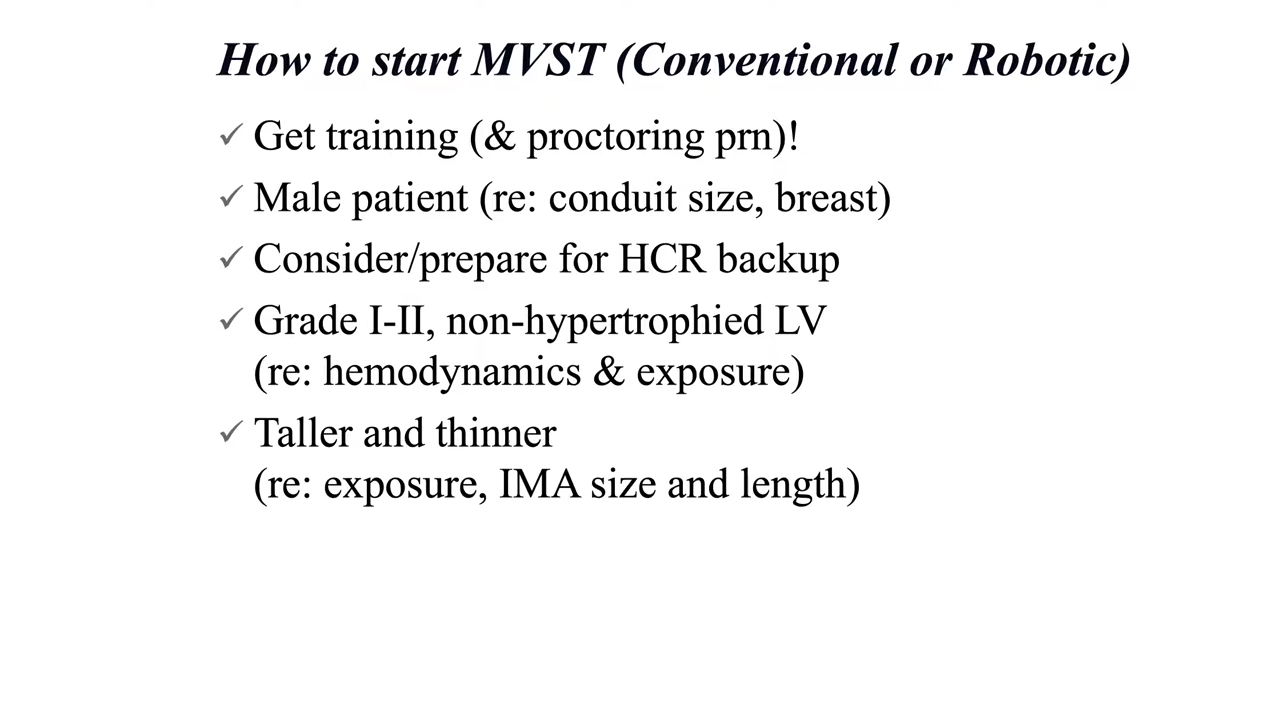 How to start MVST (Conventional or Robotic)
✓ Get training (& proctoring prn)!
✓ Male patient (re: conduit size, breast)
✓ Consider/prepare for HCR backup
✓ Grade I-II, non-hypertrophied LV
(re: hemodynamics & exposure)
✓ Taller and thinner
(re: exposure, IMA size and length)